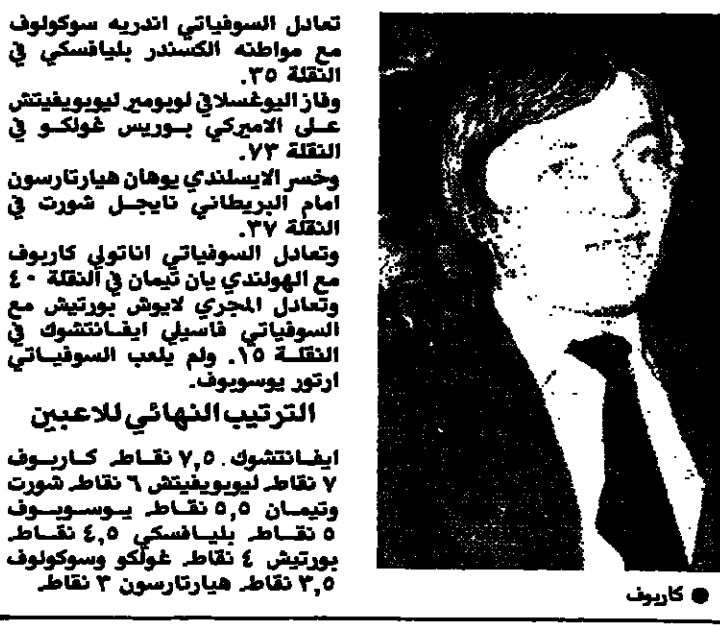 تعادل السوفياتي اندريه سوكولوف
مع مواطنه الكسندر بليافسكي في
النقلة ٣٥.
وفاز اليوغسلافي لوبومير ليوبويفيتش
على الاميركي بوريس غولكو في
النقلة ٧٣.
وخسر الايسلندي يوهان هيارتارسون
امام البريطاني نايجل شورت في
النقلة ٣٧.
وتعادل السوفياتي اناتولي كاربوف
مع الهولندي يان تيمان في النقلة ٤٠
وتعادل المجري لايوش بورتيش مع
السوفياتي فاسيلي ايفانتشوك في
النقلة ١٥. ولم يلعب السوفياتي
ارتور يوسوبوف.
الترتيب النهائي للاعبين
ايفانتشوك ٧,٥ نقاط. كاربوف
٧ نقاط. ليوبويفيتش ٦ نقاط. شورت
وتيمان ٥,٥ نقاط. يوسوبوف
٥ نقاط. بليافسكي ٤,٥ نقاط.
بورتيش ٤ نقاط. غولكو وسوكولوف
٣,٥ نقاط. هيارتارسون ٣ نقاط.
● كاربوف